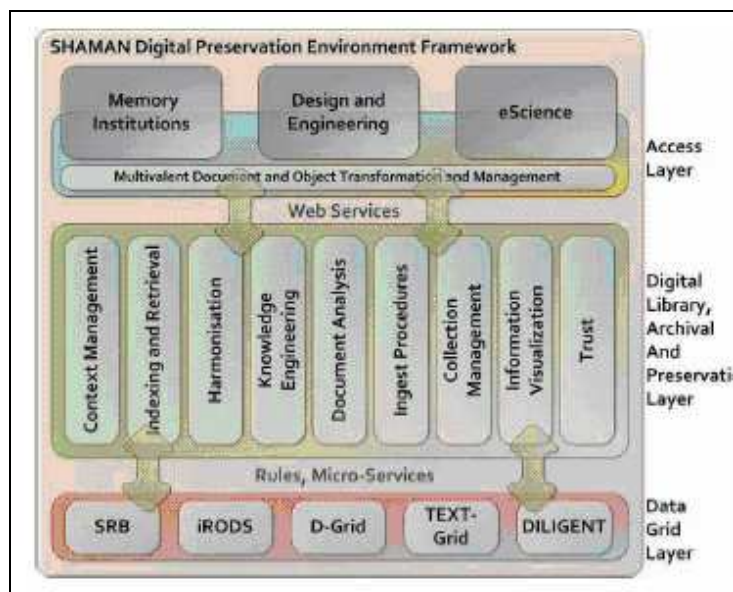 SHAMAN Digital Preservation Environment Framework
Memory
Institutions
Design and
Engineering
eScience
Access
Layer
Multivalent Document and Object Transformation and Management
Web Services
Context Management
Indexing and Retrieval
Harmonisation
Knowledge
Engineering
Document Analysis
Ingest Procedures
Collection
Management
Information
Visualization
Trust
Digital
Library,
Archival
And
Preservati
Layer
Rules, Micro-Services
SRB
iRODS
D-Grid
TEXT-
Grid
DILIGENT
Data
Grid
Layer